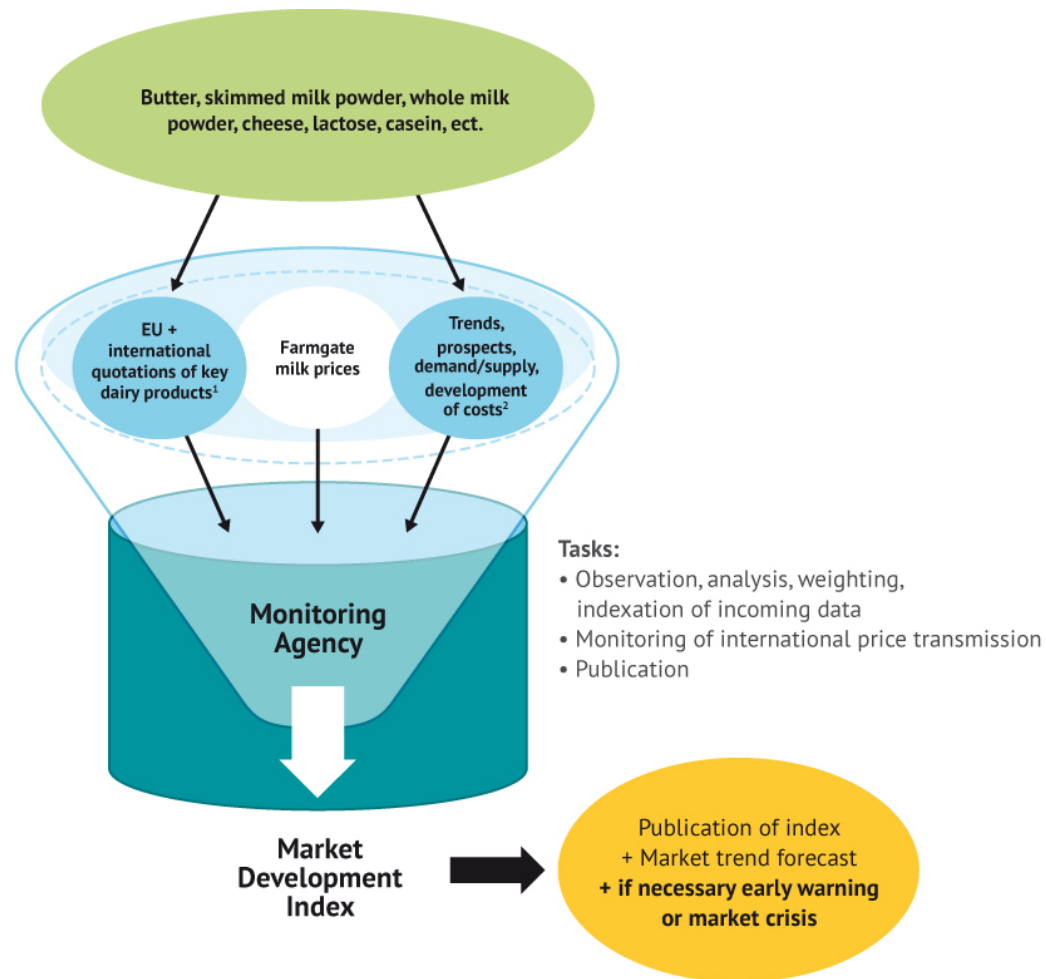 Butter, skimmed milk powder, whole milk
powder, cheese, lactose, casein, ect.
EU +
international
quotations of key
dairy products¹
Farmgate
milk prices
Trends,
prospects,
demand/supply,
development
of costs²
Monitoring
Agency
Tasks:
• Observation, analysis, weighting,
indexation of incoming data
• Monitoring of international price transmission
• Publication
Market
Development
Index
Publication of index
+ Market trend forecast
+ if necessary early warning
or market crisis